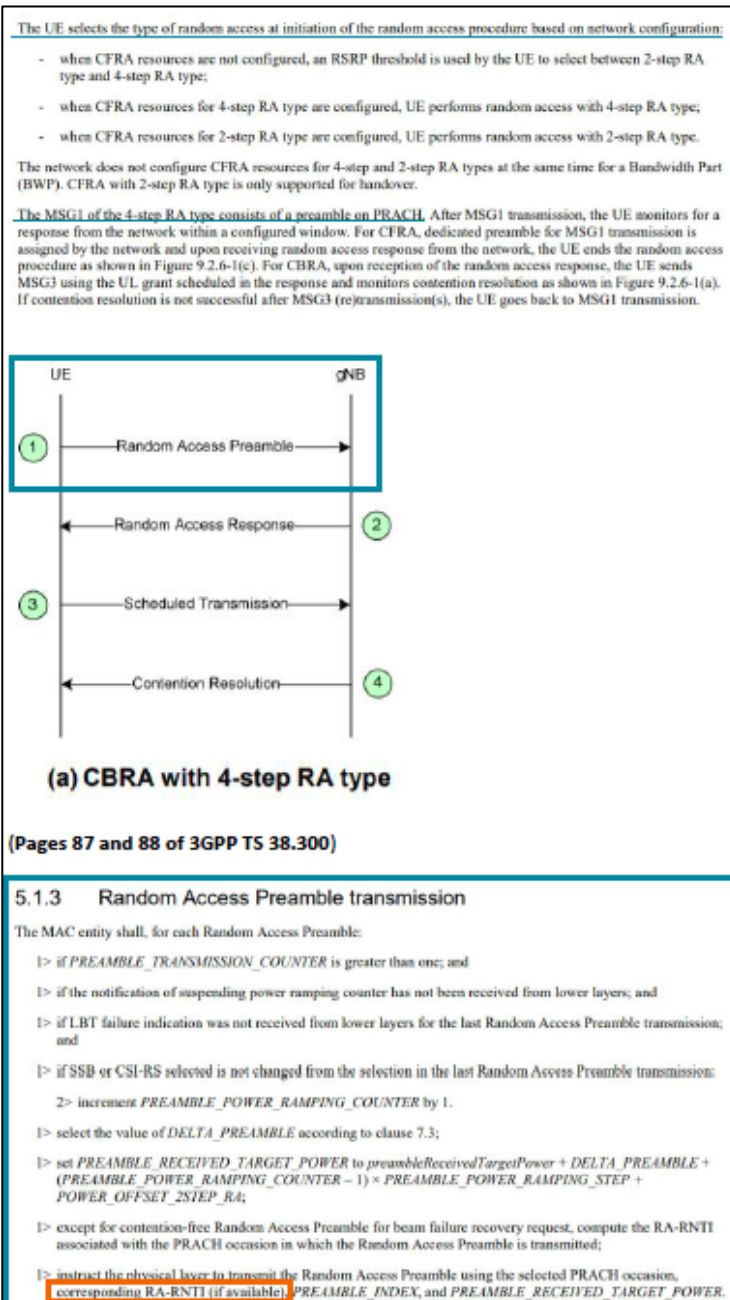 The UE selects the type of random access at initiation of the random access procedure based on network configuration:
- when CFRA resources are not configured, an RSRP threshold is used by the UE to select between 2-step RA
type and 4-step RA type;
- when CFRA resources for 4-step RA type are configured, UE performs random access with 4-step RA type;
- when CFRA resources for 2-step RA type are configured, UE performs random access with 2-step RA type.
The network does not configure CFRA resources for 4-step and 2-step RA types at the same time for a Bandwidth Part
(BWP). CFRA with 2-step RA type is only supported for handover.
The MSG1 of the 4-step RA type consists of a preamble on PRACH. After MSG1 transmission, the UE monitors for a
response from the network within a configured window. For CFRA, dedicated preamble for MSG1 transmission is
assigned by the network and upon receiving random access response from the network, the UE ends the random access
procedure as shown in Figure 9.2.6-1(c). For CBRA, upon reception of the random access response, the UE sends
MSG3 using the UL grant scheduled in the response and monitors contention resolution as shown in Figure 9.2.6-1(a).
If contention resolution is not successful after MSG3 (re)transmission(s), the UE goes back to MSG1 transmission.
UE gNB
1 Random Access Preamble
Random Access Response 2
3 Scheduled Transmission
Contention Resolution 4
(a) CBRA with 4-step RA type
(Pages 87 and 88 of 3GPP TS 38.300)
5.1.3 Random Access Preamble transmission
The MAC entity shall, for each Random Access Preamble:
1> if PREAMBLE_TRANSMISSION_COUNTER is greater than one; and
1> if the notification of suspending power ramping counter has not been received from lower layers; and
1> if LBT failure indication was not received from lower layers for the last Random Access Preamble transmission;
and
1> if SSB or CSI-RS selected is not changed from the selection in the last Random Access Preamble transmission:
2> increment PREAMBLE_POWER_RAMPING_COUNTER by 1.
1> select the value of DELTA_PREAMBLE according to clause 7.3;
1> set PREAMBLE_RECEIVED_TARGET_POWER to preambleReceivedTargetPower + DELTA_PREAMBLE +
(PREAMBLE_POWER_RAMPING_COUNTER – 1) × PREAMBLE_POWER_RAMPING_STEP +
POWER_OFFSET_2STEP_RA;
1> except for contention-free Random Access Preamble for beam failure recovery request, compute the RA-RNTI
associated with the PRACH occasion in which the Random Access Preamble is transmitted;
1> instruct the physical layer to transmit the Random Access Preamble using the selected PRACH occasion,
corresponding RA-RNTI (if available), PREAMBLE_INDEX, and PREAMBLE_RECEIVED_TARGET_POWER.